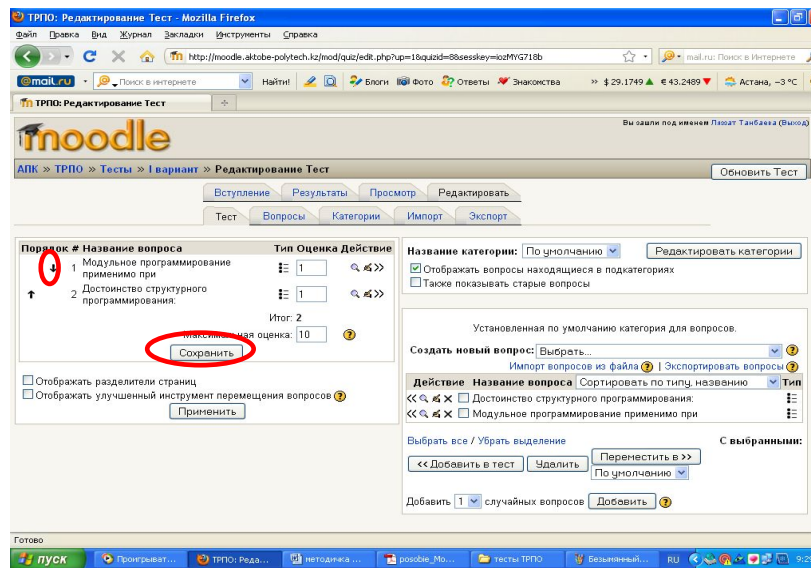 ТРПО: Редактирование Тест - Mozilla Firefox
Файл Правка Вид Журнал Закладки Инструменты Справка
http://moodle.aktobe-polytech.kz/mod/quiz/edit.php?up=1&quizid=88&sesskey=iozMYG718b
mail.ru: Поиск в Интернете
@mail.ru Поиск в интернете Найти! Блоги Фото Ответы Знакомства >> $ 29.1749 € 43.2489 Астана, -3 °C
ТРПО: Редактирование Тест
moodle
Вы зашли под именем Ляззат Танбаева (Выход)
АПК » ТРПО » Тесты » I вариант » Редактирование Тест
Обновить Тест
Вступление Результаты Просмотр Редактировать
Тест Вопросы Категории Импорт Экспорт
Порядок # Название вопроса Тип Оценка Действие
1 Модульное программирование применимо при 1 >>
2 Достоинство структурного программирования: 1 >>
Итог: 2
Максимальная оценка: 10
Сохранить
Отображать разделители страниц
Отображать улучшенный инструмент перемещения вопросов
Применить
Название категории: По умолчанию Редактировать категории
Отображать вопросы находящиеся в подкатегориях
Также показывать старые вопросы
Установленная по умолчанию категория для вопросов.
Создать новый вопрос: Выбрать...
Импорт вопросов из файла | Экспортировать вопросы
Действие Название вопроса Сортировать по типу, названию Тип
<< Достоинство структурного программирования:
<< Модульное программирование применимо при
Выбрать все / Убрать выделение С выбранными:
<< Добавить в тест Удалить Переместить в >>
По умолчанию
Добавить 1 случайных вопросов Добавить
Готово
пуск Проигрыват... ТРПО: Реда... методичка ... posobie_Mo... тесты ТРПО Безымянный... RU